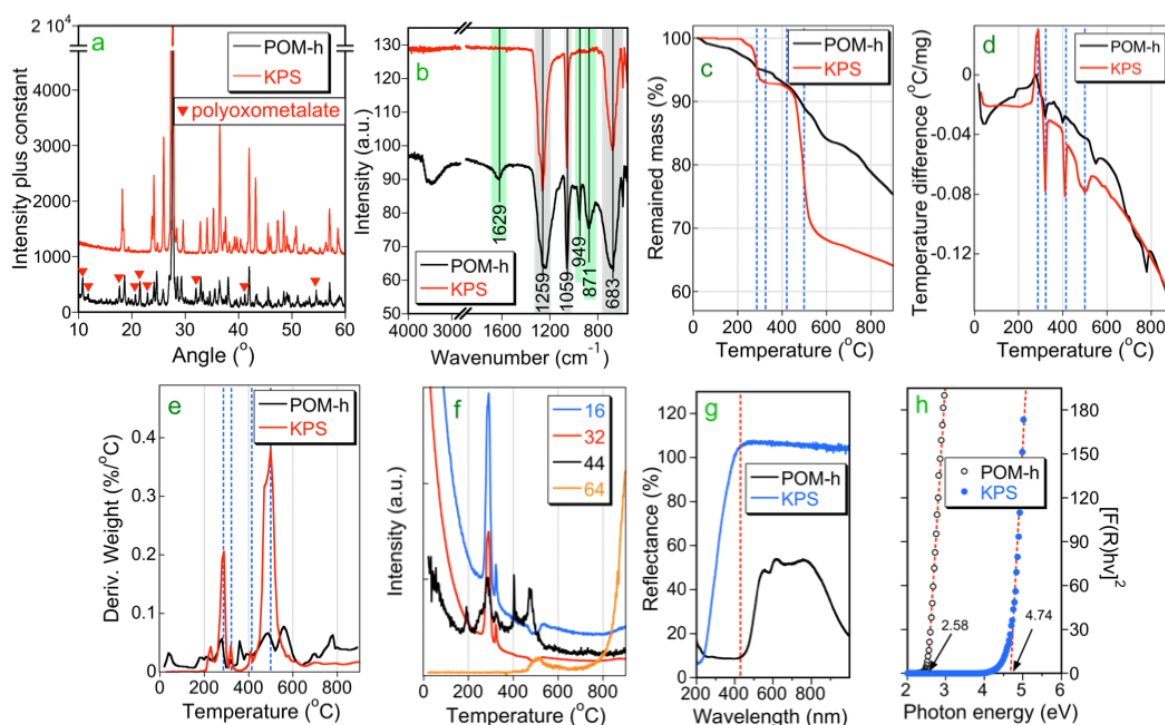 a
2 10⁴
POM-h
KPS
polyoxometalate
4000
3000
2000
1000
0
10 20 30 40 50 60
Angle (°)
Intensity plus constant
b
130
120
110
100
90
80
70
60
1629
1259
1059
949
871
683
POM-h
KPS
4000 3000 1600 1200 800
Wavenumber (cm⁻¹)
Intensity (a.u.)
c
POM-h
KPS
100
90
80
70
60
0 200 400 600 800
Temperature (°C)
Remained mass (%)
d
POM-h
KPS
0
-0.04
-0.08
-0.12
0 200 400 600 800
Temperature (°C)
Temperature difference (°C/mg)
e
POM-h
KPS
0.4
0.3
0.2
0.1
0
0 200 400 600 800
Temperature (°C)
Deriv. Weight (%/°C)
f
16
32
44
64
200 400 600 800
Temperature (°C)
Intensity (a.u.)
g
POM-h
KPS
120
100
80
60
40
20
0
200 400 600 800
Wavelength (nm)
Reflectance (%)
h
POM-h
KPS
2.58
4.74
180
150
120
90
60
30
0
2 3 4 5 6
Photon energy (eV)
[F(R)hv]²